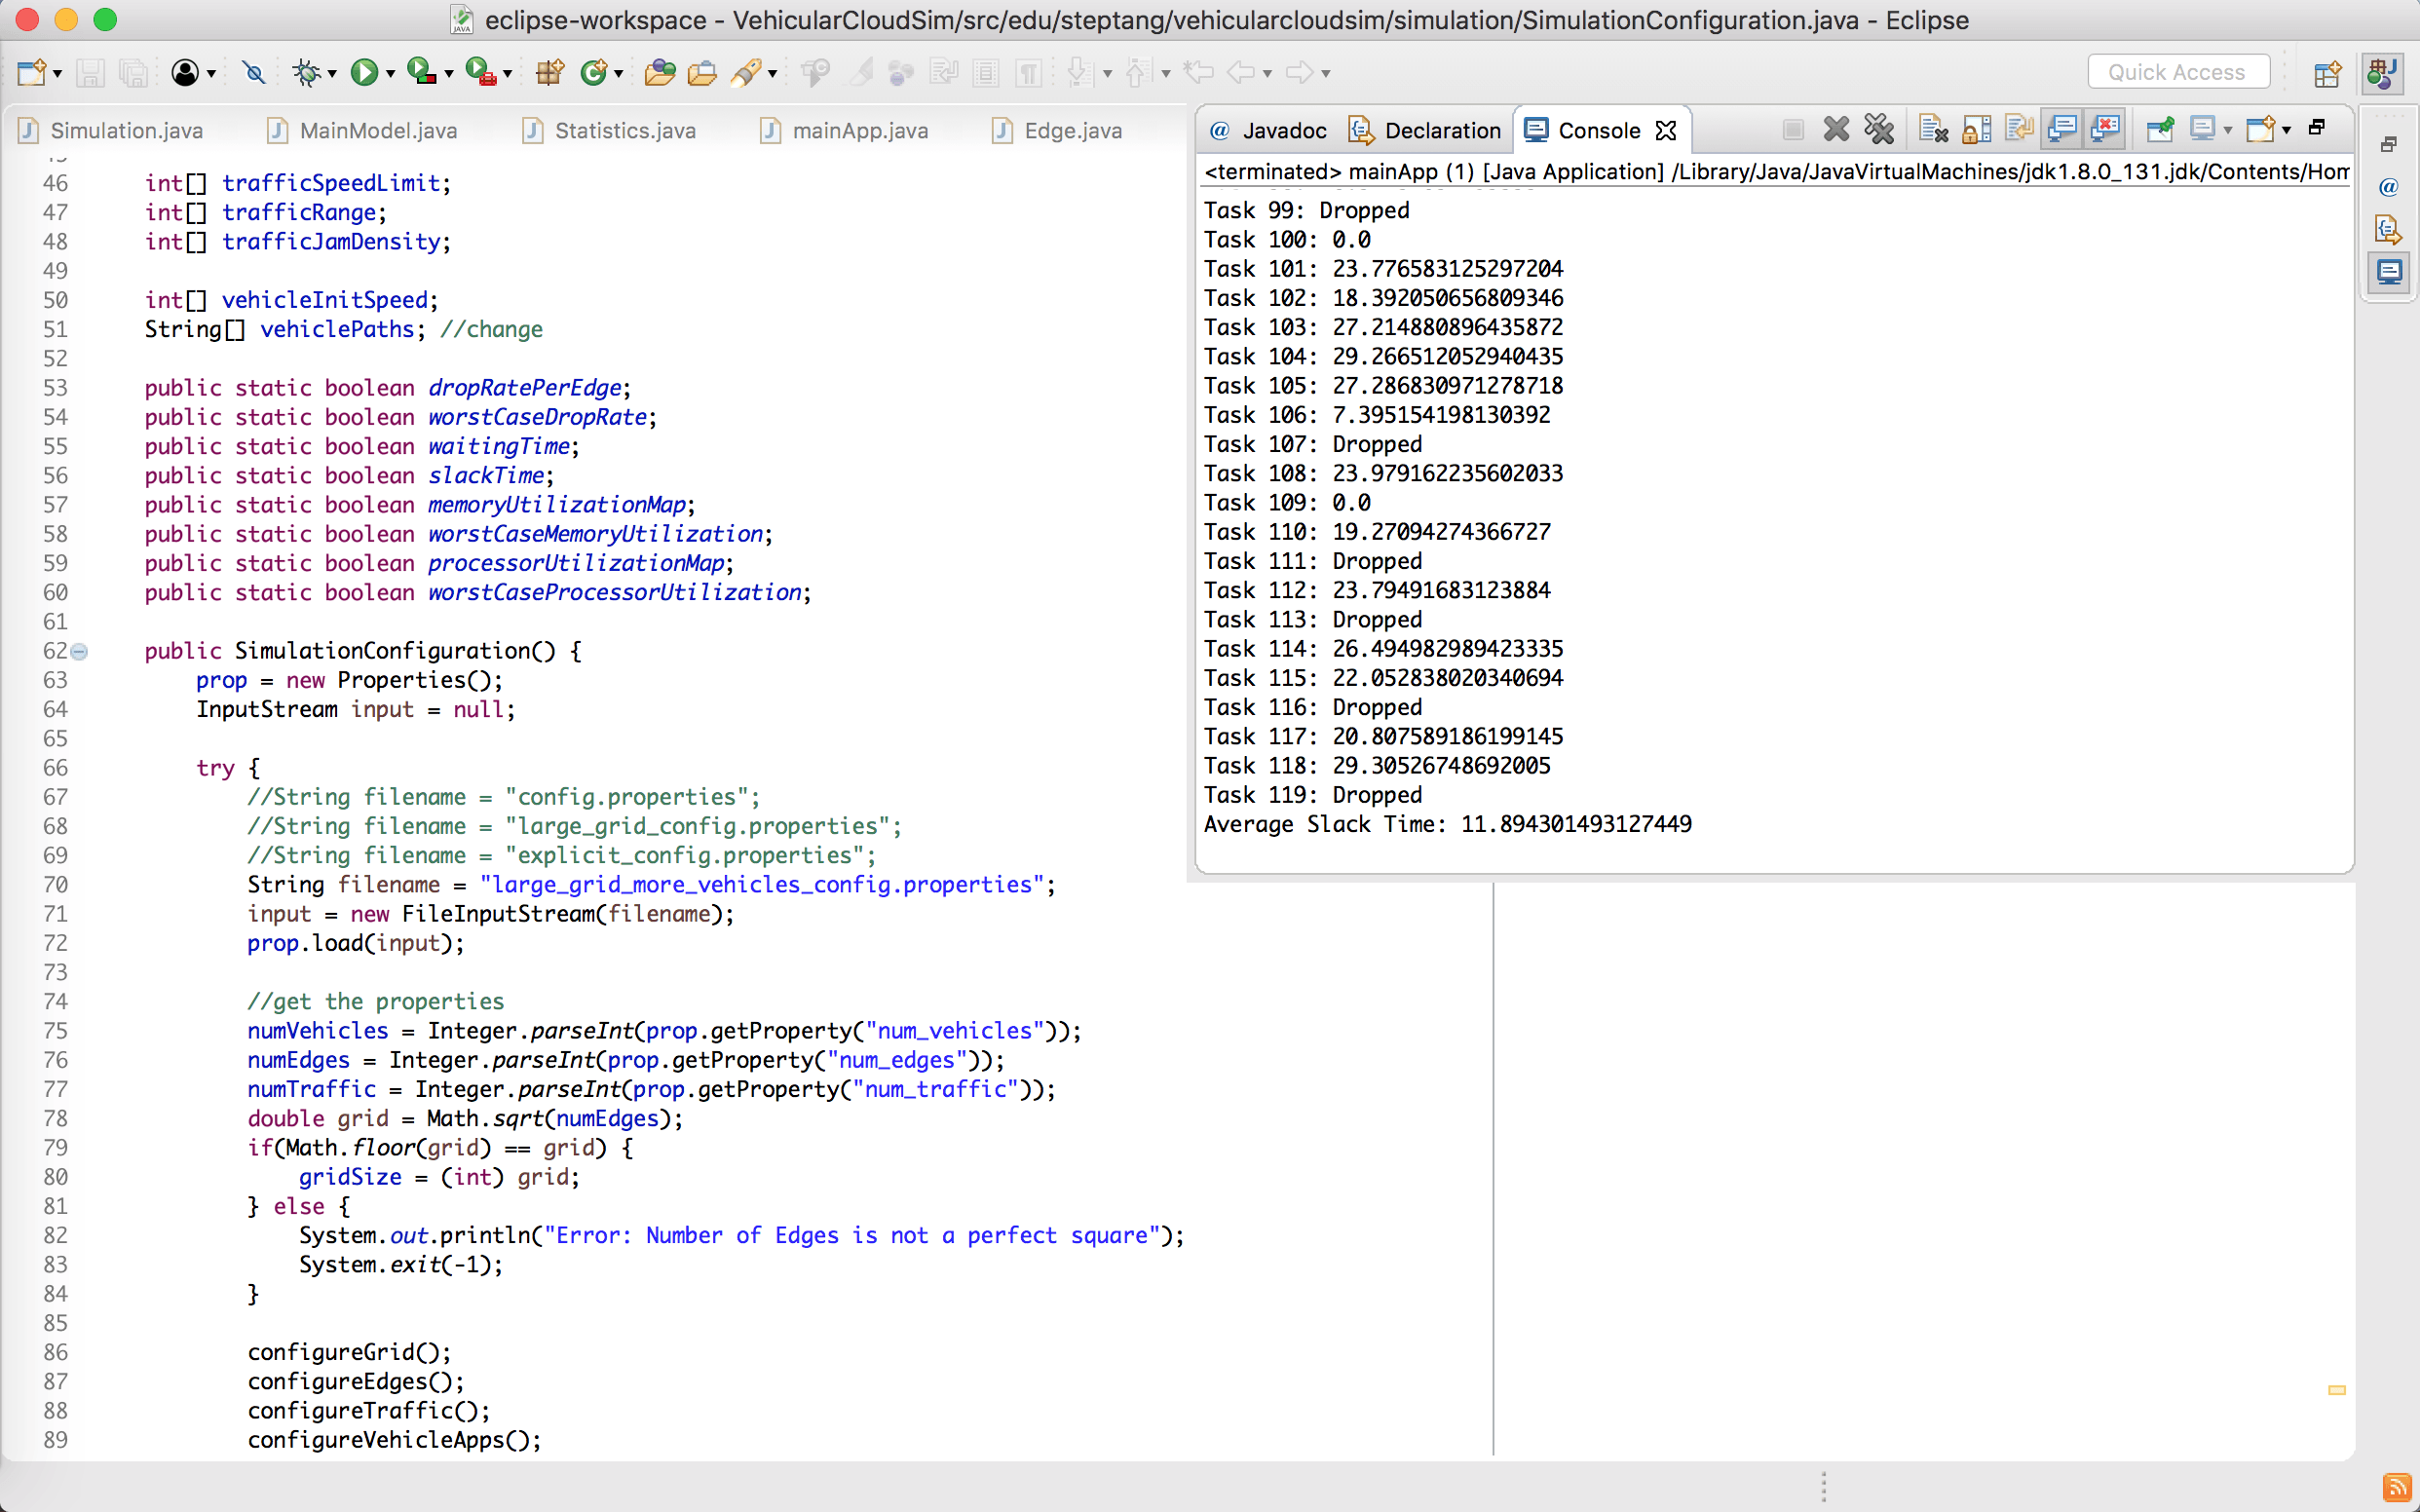 eclipse-workspace - VehicularCloudSim/src/edu/steptang/vehicularcloudsim/simulation/SimulationConfiguration.java - Eclipse
Quick Access
Simulation.java
MainModel.java
Statistics.java
mainApp.java
Edge.java
46 int[] trafficSpeedLimit;
47 int[] trafficRange;
48 int[] trafficJamDensity;
49
50 int[] vehicleInitSpeed;
51 String[] vehiclePaths; //change
52
53 public static boolean dropRatePerEdge;
54 public static boolean worstCaseDropRate;
55 public static boolean waitingTime;
56 public static boolean slackTime;
57 public static boolean memoryUtilizationMap;
58 public static boolean worstCaseMemoryUtilization;
59 public static boolean processorUtilizationMap;
60 public static boolean worstCaseProcessorUtilization;
61
62 public SimulationConfiguration() {
63 prop = new Properties();
64 InputStream input = null;
65
66 try {
67 //String filename = "config.properties";
68 //String filename = "large_grid_config.properties";
69 //String filename = "explicit_config.properties";
70 String filename = "large_grid_more_vehicles_config.properties";
71 input = new FileInputStream(filename);
72 prop.load(input);
73
74 //get the properties
75 numVehicles = Integer.parseInt(prop.getProperty("num_vehicles"));
76 numEdges = Integer.parseInt(prop.getProperty("num_edges"));
77 numTraffic = Integer.parseInt(prop.getProperty("num_traffic"));
78 double grid = Math.sqrt(numEdges);
79 if(Math.floor(grid) == grid) {
80 gridSize = (int) grid;
81 } else {
82 System.out.println("Error: Number of Edges is not a perfect square");
83 System.exit(-1);
84 }
85
86 configureGrid();
87 configureEdges();
88 configureTraffic();
89 configureVehicleApps();
Javadoc
Declaration
Console
<terminated> mainApp (1) [Java Application] /Library/Java/JavaVirtualMachines/jdk1.8.0_131.jdk/Contents/Hom
Task 99: Dropped
Task 100: 0.0
Task 101: 23.776583125297204
Task 102: 18.392050656809346
Task 103: 27.214880896435872
Task 104: 29.266512052940435
Task 105: 27.286830971278718
Task 106: 7.395154198130392
Task 107: Dropped
Task 108: 23.979162235602033
Task 109: 0.0
Task 110: 19.27094274366727
Task 111: Dropped
Task 112: 23.79491683123884
Task 113: Dropped
Task 114: 26.494982989423335
Task 115: 22.052838020340694
Task 116: Dropped
Task 117: 20.807589186199145
Task 118: 29.30526748692005
Task 119: Dropped
Average Slack Time: 11.894301493127449